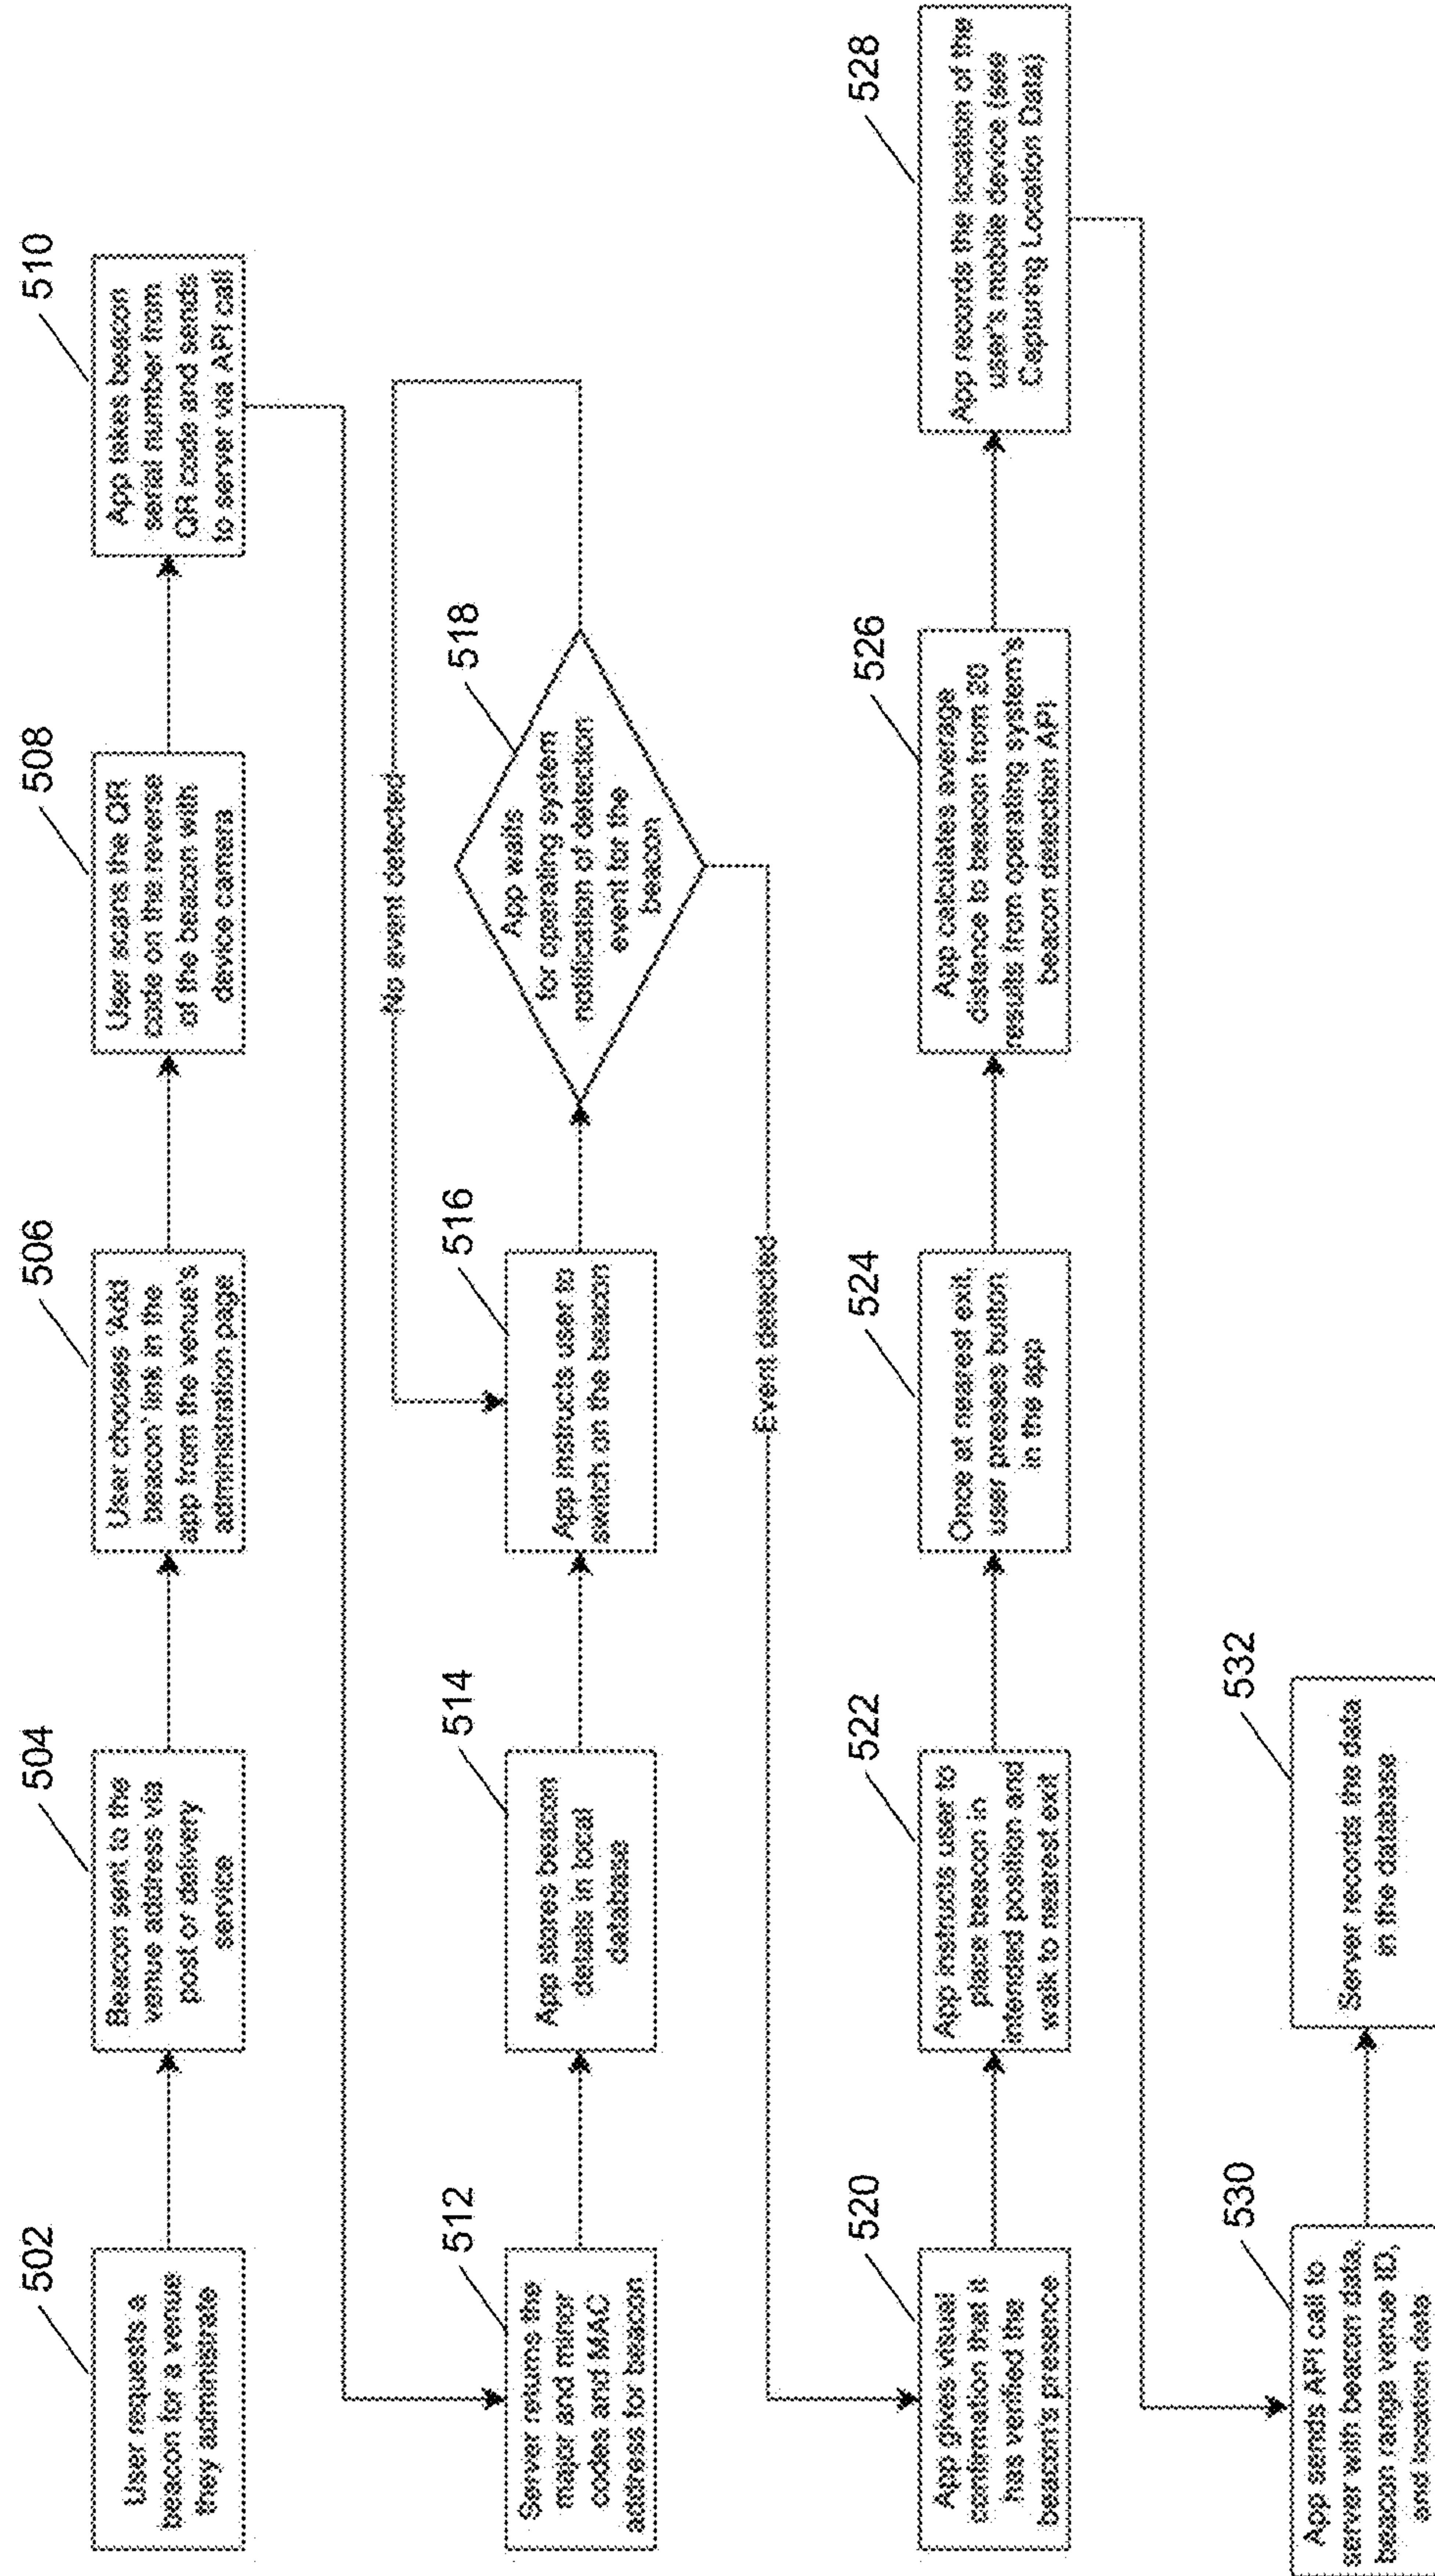 502
User requests a
beacon for a venue
they administrate
504
Beacon sent to the
venue address via
post or delivery
service
506
User chooses 'Add
beacon' link in the
app from the venue's
administration page
508
User scans the QR
code on the reverse
of the beacon with
device camera
510
App takes beacon
serial number from
QR code and sends
to server via API call
512
Server returns the
major and minor
codes and MAC
address for beacon
514
App stores beacon
details in local
database
516
App instructs user to
switch on the beacon
518
App waits
for operating system
notification of detection
event for the
beacon
No event detected
Event detected
520
App gives visual
confirmation that it
has verified the
beacon's presence
522
App instructs user to
place beacon in
intended position and
walk to nearest exit
524
Once at nearest exit,
user presses button
in the app
526
App calculates average
distance to beacon from 20
results from operating system's
beacon detection API
528
App records the location of the
user's mobile device (see
Capturing Location Data)
530
App sends API call to
server with beacon data,
beacon range venue ID,
and location data
532
Server records the data
in the database